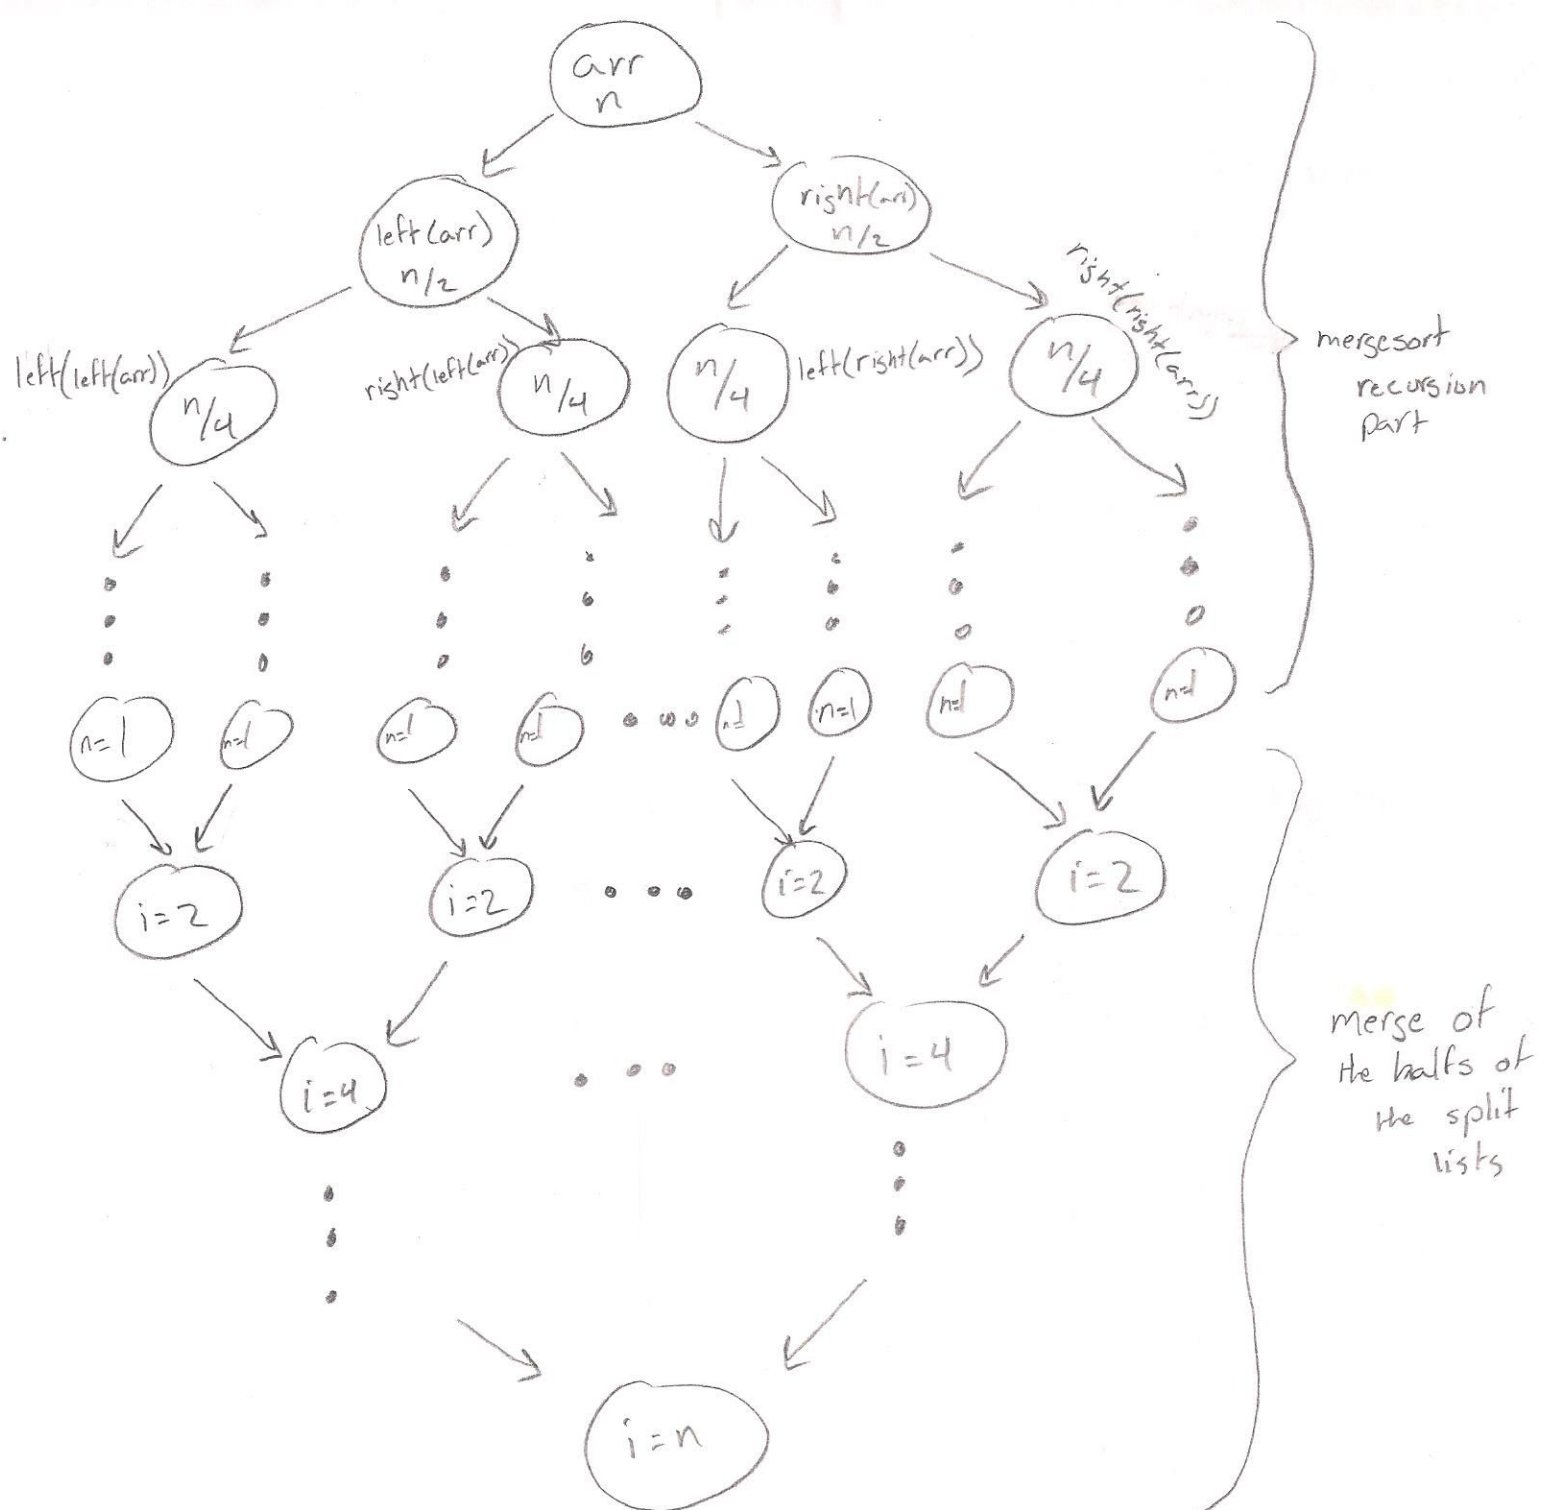 arr
n
left(arr)
n/2
right(arr)
n/2
left(left(arr))
n/4
right(left(arr))
n/4
n/4
left(right(arr))
n/4
right(right(arr))
mergesort
recursion
part
n=1
n=1
n=1
n=1
n=1
n=1
n=1
n=1
i=2
i=2
i=2
i=2
i=4
i=4
merge of
the halfs of
the split
lists
i=n